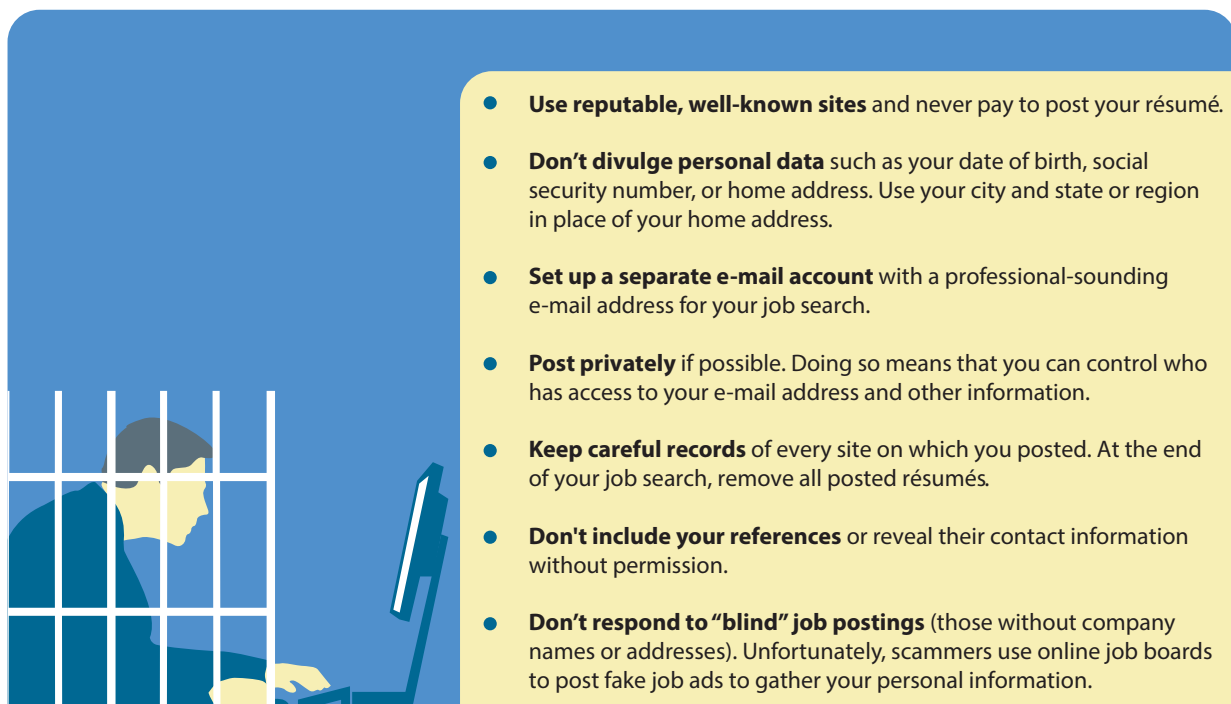 ● Use reputable, well-known sites and never pay to post your résumé.
● Don’t divulge personal data such as your date of birth, social
security number, or home address. Use your city and state or region
in place of your home address.
● Set up a separate e-mail account with a professional-sounding
e-mail address for your job search.
● Post privately if possible. Doing so means that you can control who
has access to your e-mail address and other information.
● Keep careful records of every site on which you posted. At the end
of your job search, remove all posted résumés.
● Don't include your references or reveal their contact information
without permission.
● Don’t respond to “blind” job postings (those without company
names or addresses). Unfortunately, scammers use online job boards
to post fake job ads to gather your personal information.